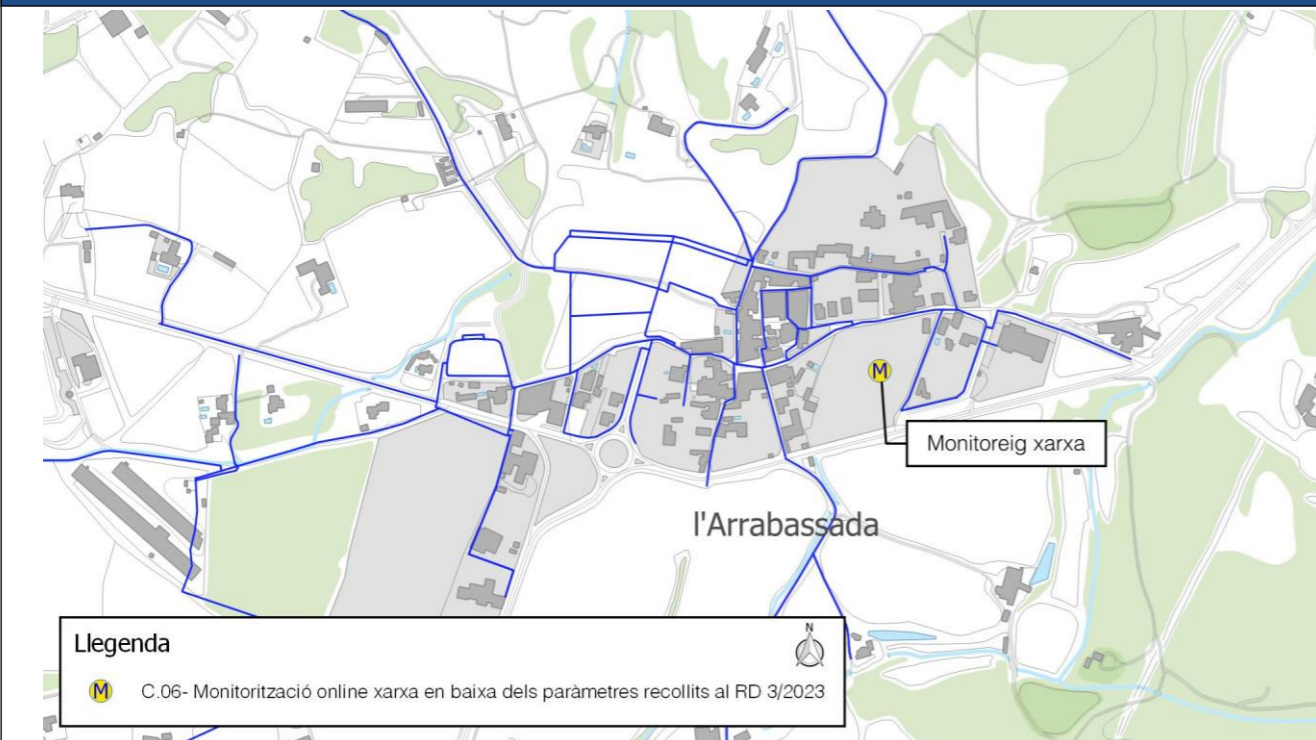 M
Monitoreig xarxa
l'Arrabassada
Llegenda
N
M C.06- Monitorització online xarxa en baixa dels paràmetres recollits al RD 3/2023